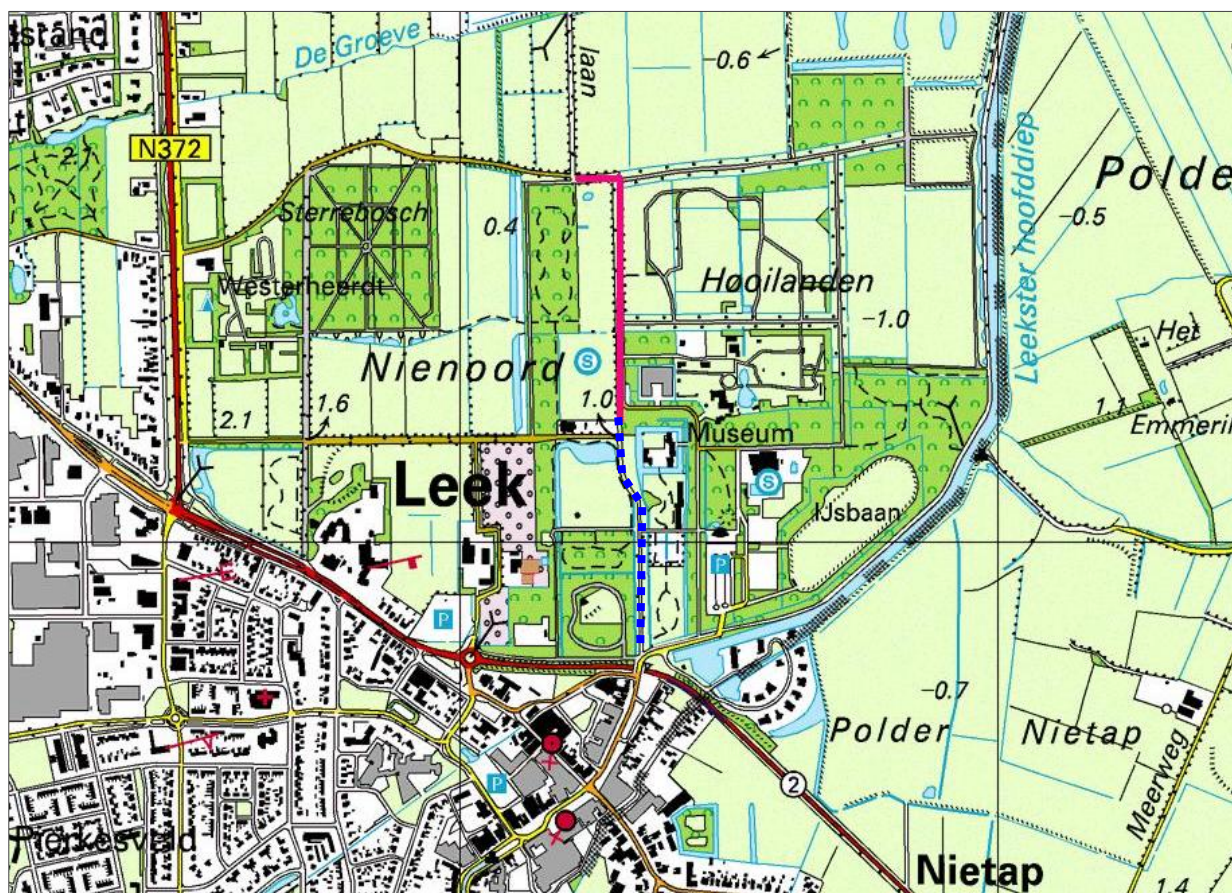 De Groeve
laan
-0.6
N372
2.1
Polde
Sterrebosch
0.4
-0.5
Westerheerdt
Hooilanden
-1.0
Leekster hoofddiep
Het
Nienoord
S
1.0
1.1
2.1
1.6
Museum
Emmeril
Leek
S
IJsbaan
P
P
-0.7
Polder
Nietap
P
2
Meerweg
Nietap
1.4